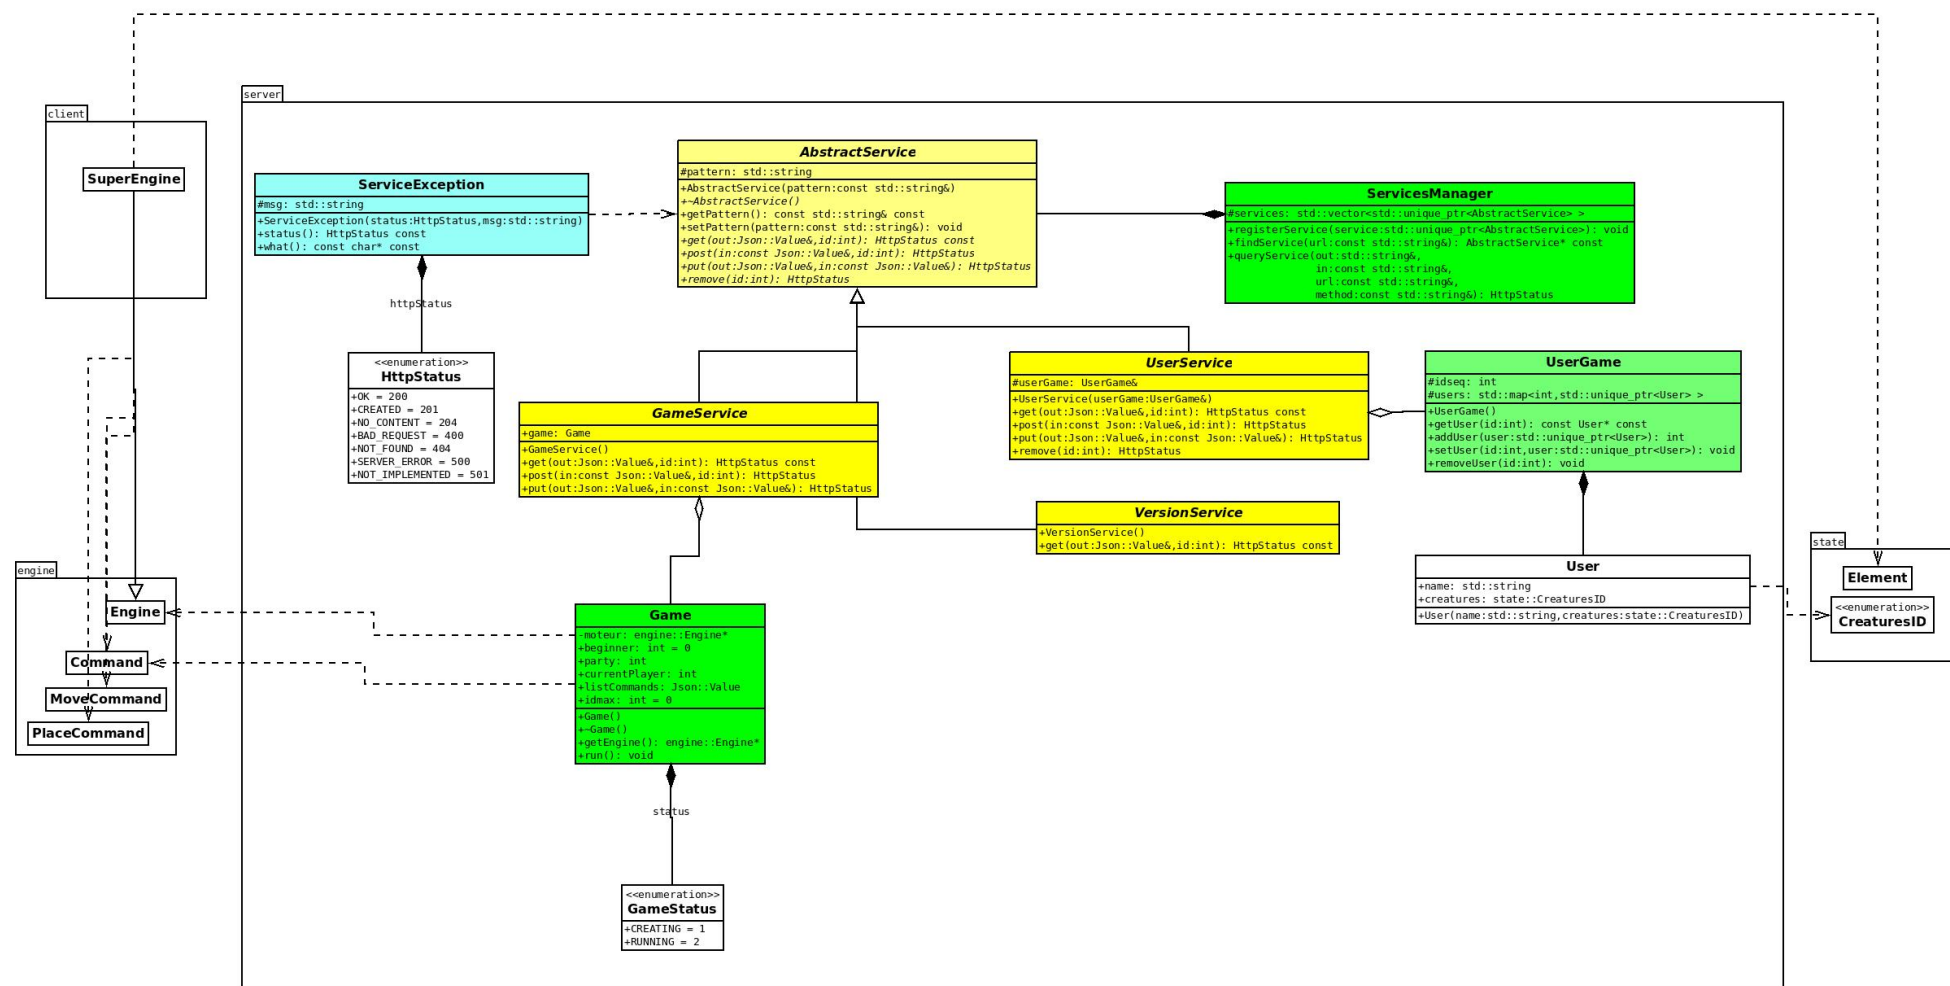 server
client
SuperEngine
ServiceException
#msg: std::string
+ServiceException(status:HttpStatus,msg:std::string)
+status(): HttpStatus const
+what(): const char* const
httpStatus
<<enumeration>>
HttpStatus
+OK = 200
+CREATED = 201
+NO_CONTENT = 204
+BAD_REQUEST = 400
+NOT_FOUND = 404
+SERVER_ERROR = 500
+NOT_IMPLEMENTED = 501
AbstractService
#pattern: std::string
+AbstractService(pattern:const std::string&)
+~AbstractService()
+getPattern(): const std::string& const
+setPattern(pattern:const std::string&): void
+get(out:Json::Value&,id:int): HttpStatus const
+post(in:const Json::Value&,id:int): HttpStatus
+put(out:Json::Value&,in:const Json::Value&): HttpStatus
+remove(id:int): HttpStatus
ServicesManager
#services: std::vector<std::unique_ptr<AbstractService> >
+registerService(service:std::unique_ptr<AbstractService>): void
+findService(url:const std::string&): AbstractService* const
+queryService(out:std::string&,
in:const std::string&,
url:const std::string&,
method:const std::string&): HttpStatus
GameService
+game: Game
+GameService()
+get(out:Json::Value&,id:int): HttpStatus const
+post(in:const Json::Value&,id:int): HttpStatus
+put(out:Json::Value&,in:const Json::Value&): HttpStatus
UserService
#userGame: UserGame&
+UserService(userGame:UserGame&)
+get(out:Json::Value&,id:int): HttpStatus const
+post(in:const Json::Value&,id:int): HttpStatus
+put(out:Json::Value&,in:const Json::Value&): HttpStatus
+remove(id:int): HttpStatus
UserGame
#idseq: int
#users: std::map<int,std::unique_ptr<User> >
+UserGame()
+getUser(id:int): const User* const
+addUser(user:std::unique_ptr<User>): int
+setUser(id:int,user:std::unique_ptr<User>): void
+removeUser(id:int): void
VersionService
+VersionService()
+get(out:Json::Value&,id:int): HttpStatus const
User
+name: std::string
+creatures: state::CreaturesID
+User(name:std::string,creatures:state::CreaturesID)
state
Element
<<enumeration>>
CreaturesID
engine
Engine
Command
MoveCommand
PlaceCommand
Game
-moteur: engine::Engine*
+beginner: int = 0
+party: int
+currentPlayer: int
+listCommands: Json::Value
+idmax: int = 0
+Game()
+~Game()
+getEngine(): engine::Engine*
+run(): void
status
<<enumeration>>
GameStatus
+CREATING = 1
+RUNNING = 2